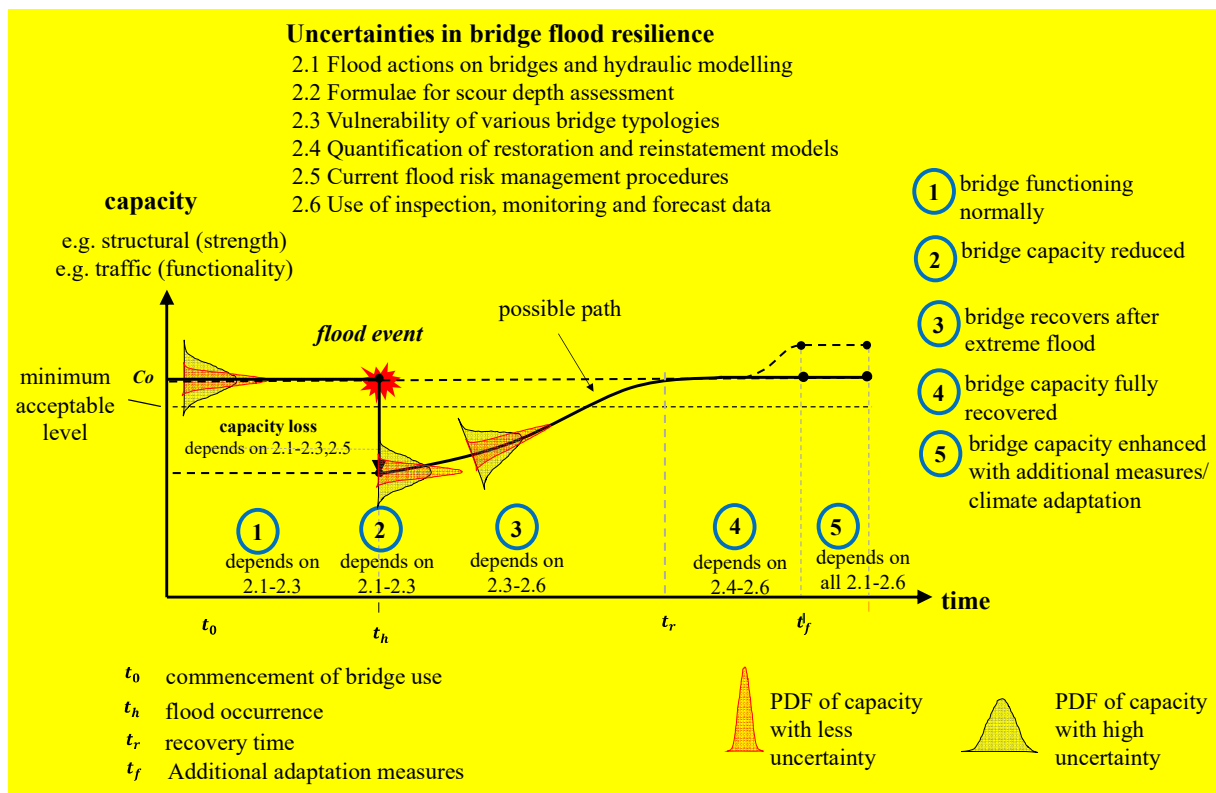 Uncertainties in bridge flood resilience
2.1 Flood actions on bridges and hydraulic modelling
2.2 Formulae for scour depth assessment
2.3 Vulnerability of various bridge typologies
2.4 Quantification of restoration and reinstatement models
2.5 Current flood risk management procedures
2.6 Use of inspection, monitoring and forecast data
capacity
e.g. structural (strength)
e.g. traffic (functionality)
1 bridge functioning
normally
2 bridge capacity reduced
3 bridge recovers after
extreme flood
4 bridge capacity fully
recovered
5 bridge capacity enhanced
with additional measures/
climate adaptation
possible path
flood event
minimum
acceptable
level
Co
capacity loss
depends on 2.1-2.3,2.5
1
depends on
2.1-2.3
2
depends on
2.1-2.3
3
depends on
2.3-2.6
4
depends on
2.4-2.6
5
depends on
all 2.1-2.6
time
t0
th
tr
tf
t0 commencement of bridge use
th flood occurrence
tr recovery time
tf Additional adaptation measures
PDF of capacity
with less
uncertainty
PDF of capacity
with high
uncertainty